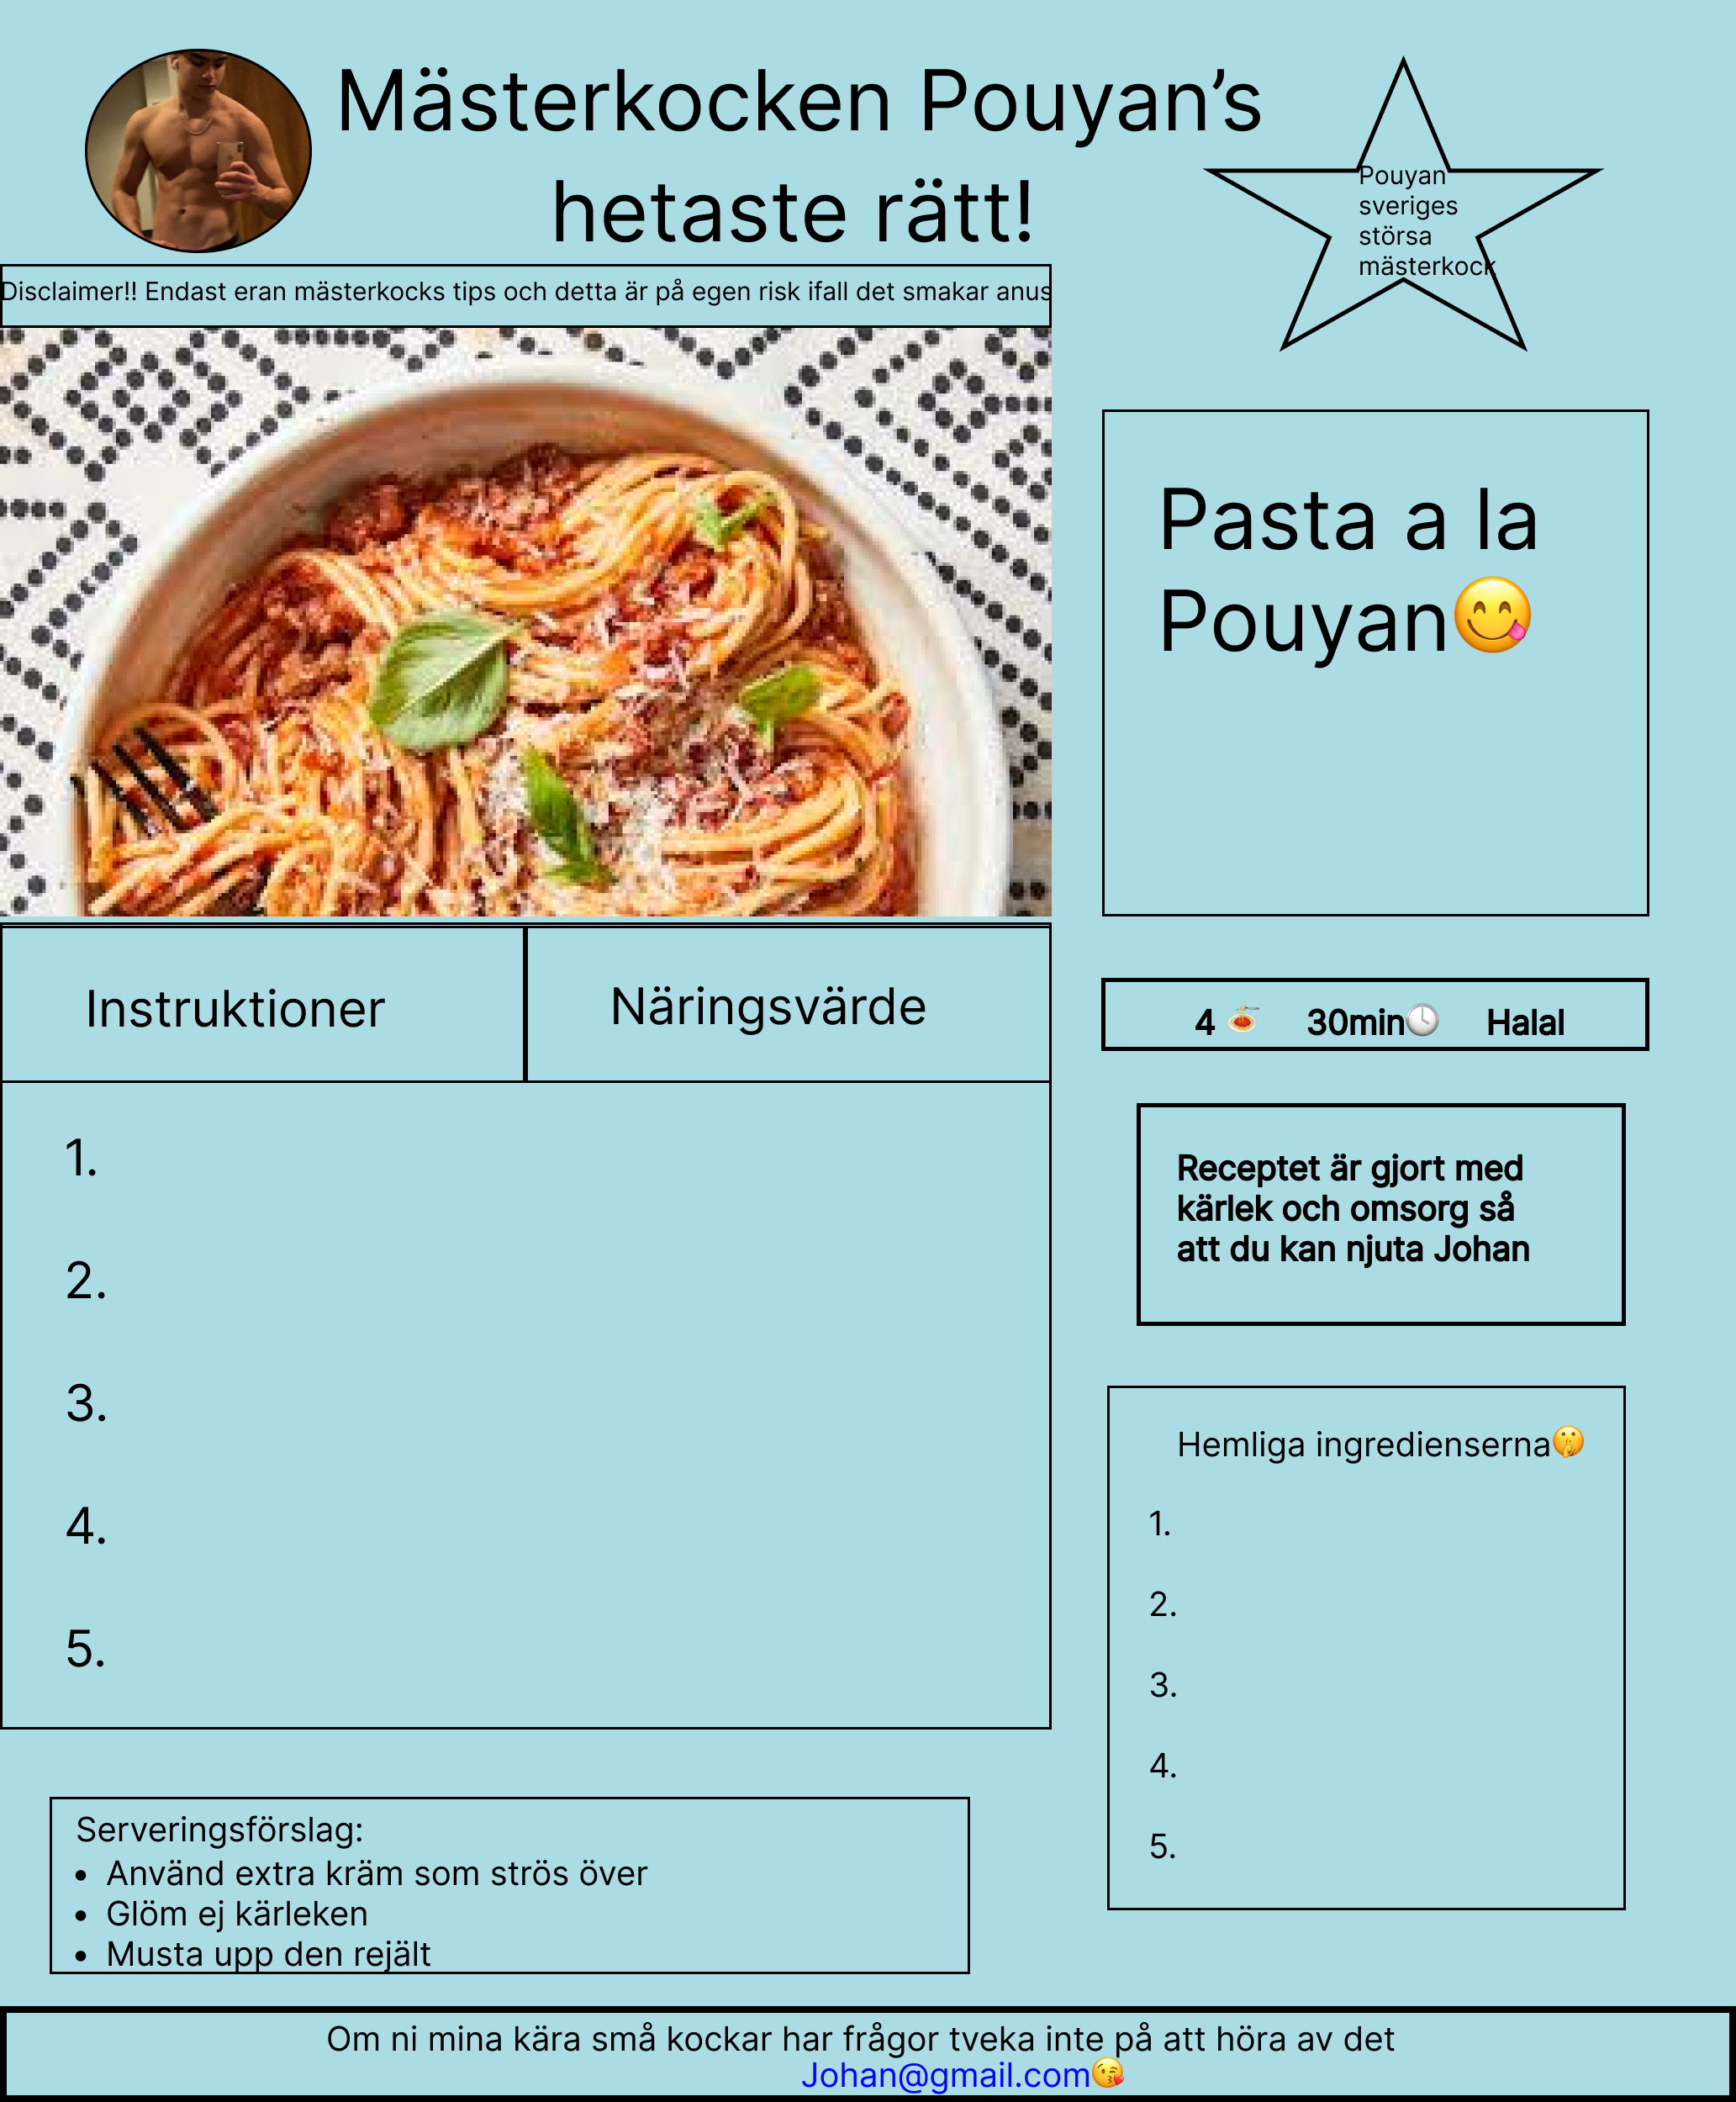 Mästerkocken Pouyan’s
hetaste rätt!
Pouyan
sveriges
störsa
mästerkock
Disclaimer!! Endast eran mästerkocks tips och detta är på egen risk ifall det smakar anus
Pasta a la
Pouyan😋
Instruktioner
Näringsvärde
4 🍝 30min🕓 Halal
1.
2.
3.
4.
5.
Receptet är gjort med
kärlek och omsorg så
att du kan njuta Johan
Hemliga ingredienserna🤫
1.
2.
3.
4.
5.
Serveringsförslag:
• Använd extra kräm som strös över
• Glöm ej kärleken
• Musta upp den rejält
Om ni mina kära små kockar har frågor tveka inte på att höra av det
Johan@gmail.com😘